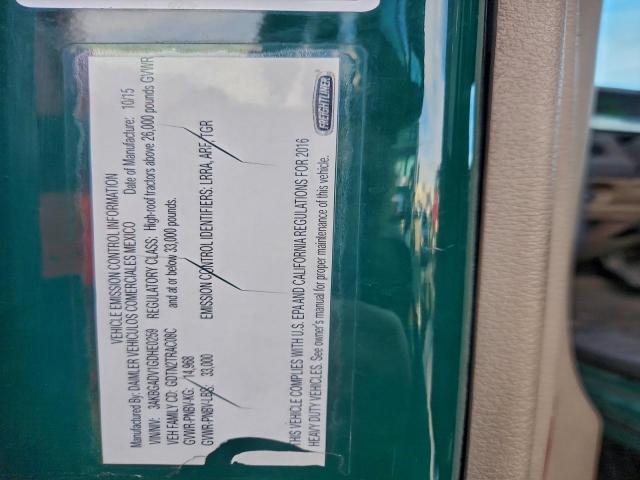 VEHICLE EMISSION CONTROL INFORMATION
Manufactured By: DAIMLER VEHICULOS COMERCIALES MEXICO Date of Manufacture: 10/15
VIN/NIV: 3AKBGADV1GDHE0259 REGULATORY CLASS: High-roof tractors above 26,000 pounds GVWR
VEH FAMILY CD: GDTN2TRAC08C and at or below 33,000 pounds.
GVWR-PNBV-KG: 14,968
GVWR-PNBV-LBS: 33,000 EMISSION CONTROL IDENTIFIERS: LRRA, ARF, TGR
THIS VEHICLE COMPLIES WITH U.S. EPA AND CALIFORNIA REGULATIONS FOR 2016
HEAVY DUTY VEHICLES. See owner's manual for proper maintenance of this vehicle.
FREIGHTLINER